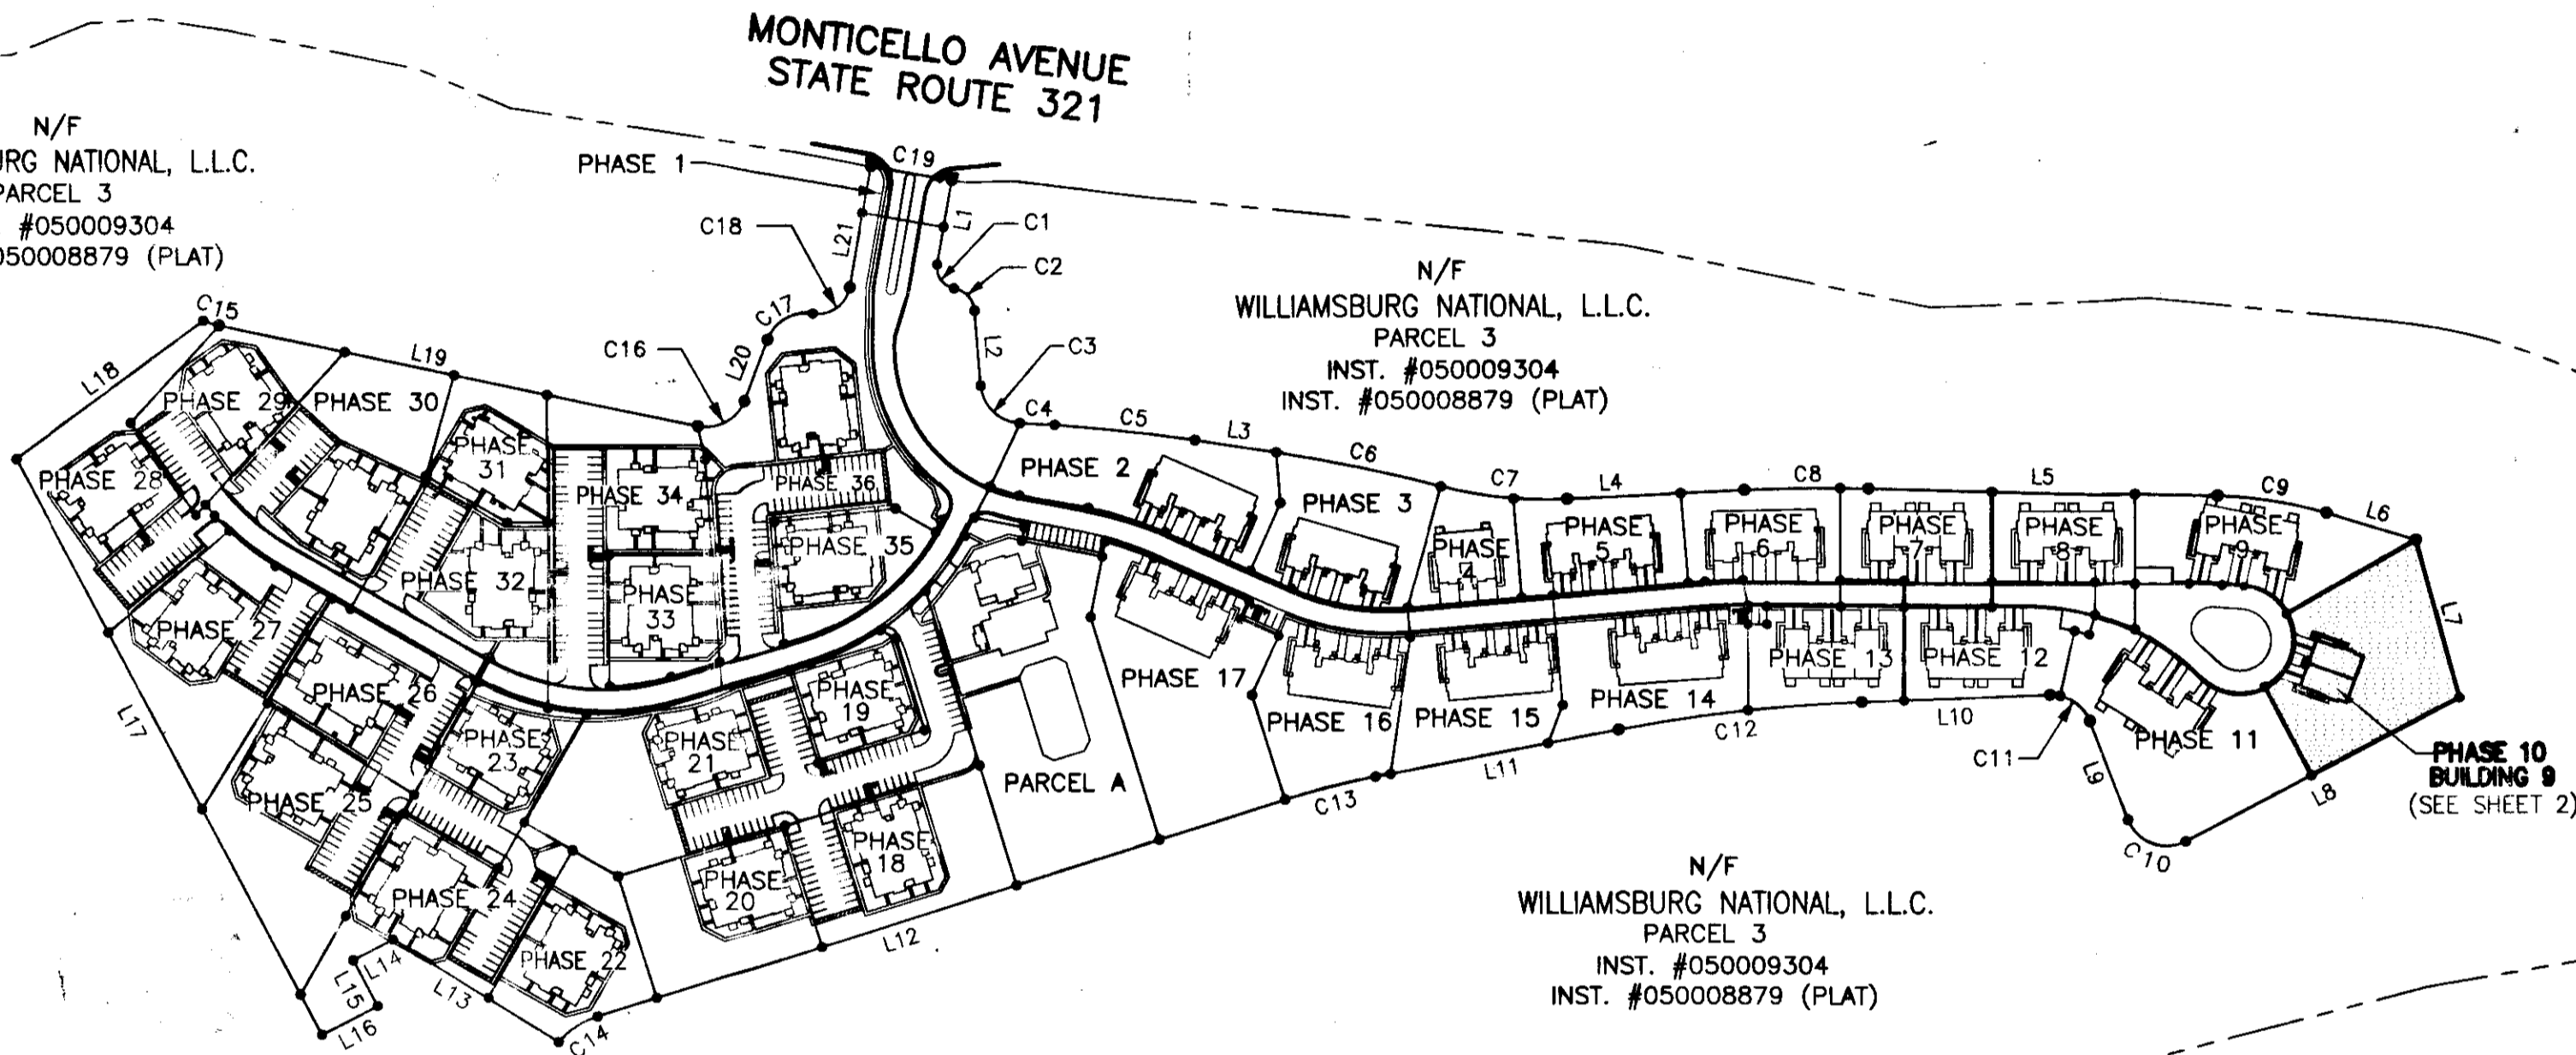 MONTICELLO AVENUE
STATE ROUTE 321
N/F
URG NATIONAL, L.L.C.
PARCEL 3
#050009304
050008879 (PLAT)
PHASE 1
C19
L1
C1
C18
L21
C2
C17
L2
C16
L20
C3
C15
L19
L18
N/F
WILLIAMSBURG NATIONAL, L.L.C.
PARCEL 3
INST. #050009304
INST. #050008879 (PLAT)
C4
C5
L3
C6
C7
L4
C8
L5
C9
L6
PHASE 29
PHASE 30
PHASE
31
PHASE 28
PHASE 34
PHASE 36
PHASE 2
PHASE 3
PHASE
4
PHASE
5
PHASE
6
PHASE
7
PHASE
8
PHASE
9
PHASE 35
PHASE 32
PHASE
33
PHASE 27
PHASE 26
PHASE
19
PHASE 17
PHASE 16
PHASE 15
PHASE 14
PHASE 13
PHASE 12
L7
L17
PHASE
23
PHASE
21
PARCEL A
C13
L11
C12
L10
C11
L9
PHASE 11
PHASE 10
BUILDING 9
(SEE SHEET 2)
L8
C10
PHASE 25
PHASE
18
PHASE 24
PHASE
20
PHASE 22
L12
L14
L15
L13
L16
C14
N/F
WILLIAMSBURG NATIONAL, L.L.C.
PARCEL 3
INST. #050009304
INST. #050008879 (PLAT)